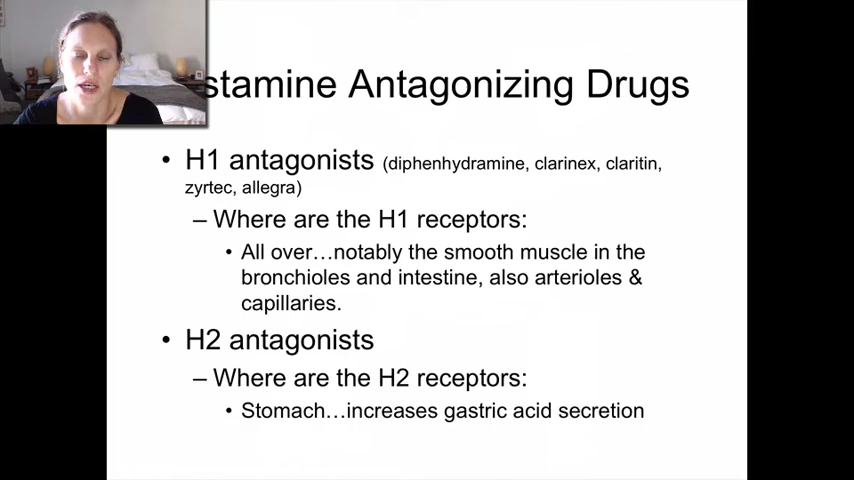 stamine Antagonizing Drugs
• H1 antagonists (diphenhydramine, clarinex, claritin,
zyrtec, allegra)
– Where are the H1 receptors:
• All over…notably the smooth muscle in the
bronchioles and intestine, also arterioles &
capillaries.
• H2 antagonists
– Where are the H2 receptors:
• Stomach…increases gastric acid secretion